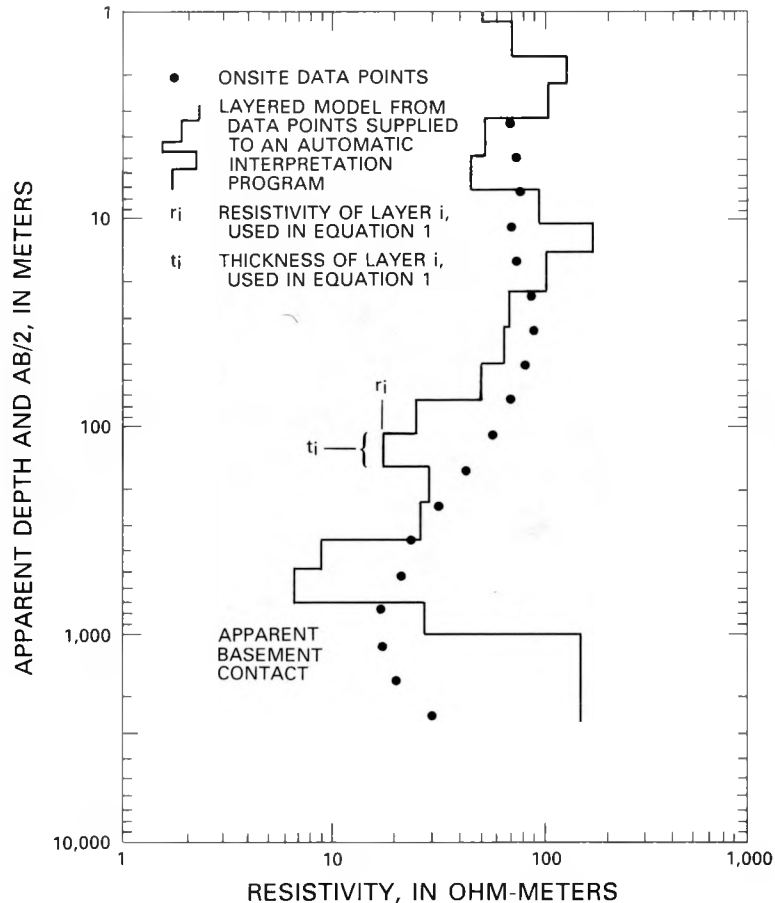 1
ONSITE DATA POINTS
LAYERED MODEL FROM
DATA POINTS SUPPLIED
TO AN AUTOMATIC
INTERPRETATION
PROGRAM
ri RESISTIVITY OF LAYER i,
USED IN EQUATION 1
ti THICKNESS OF LAYER i,
USED IN EQUATION 1
10
ri
100
ti
1,000
APPARENT
BASEMENT
CONTACT
10,000
APPARENT DEPTH AND AB/2, IN METERS
1 10 100 1,000
RESISTIVITY, IN OHM-METERS